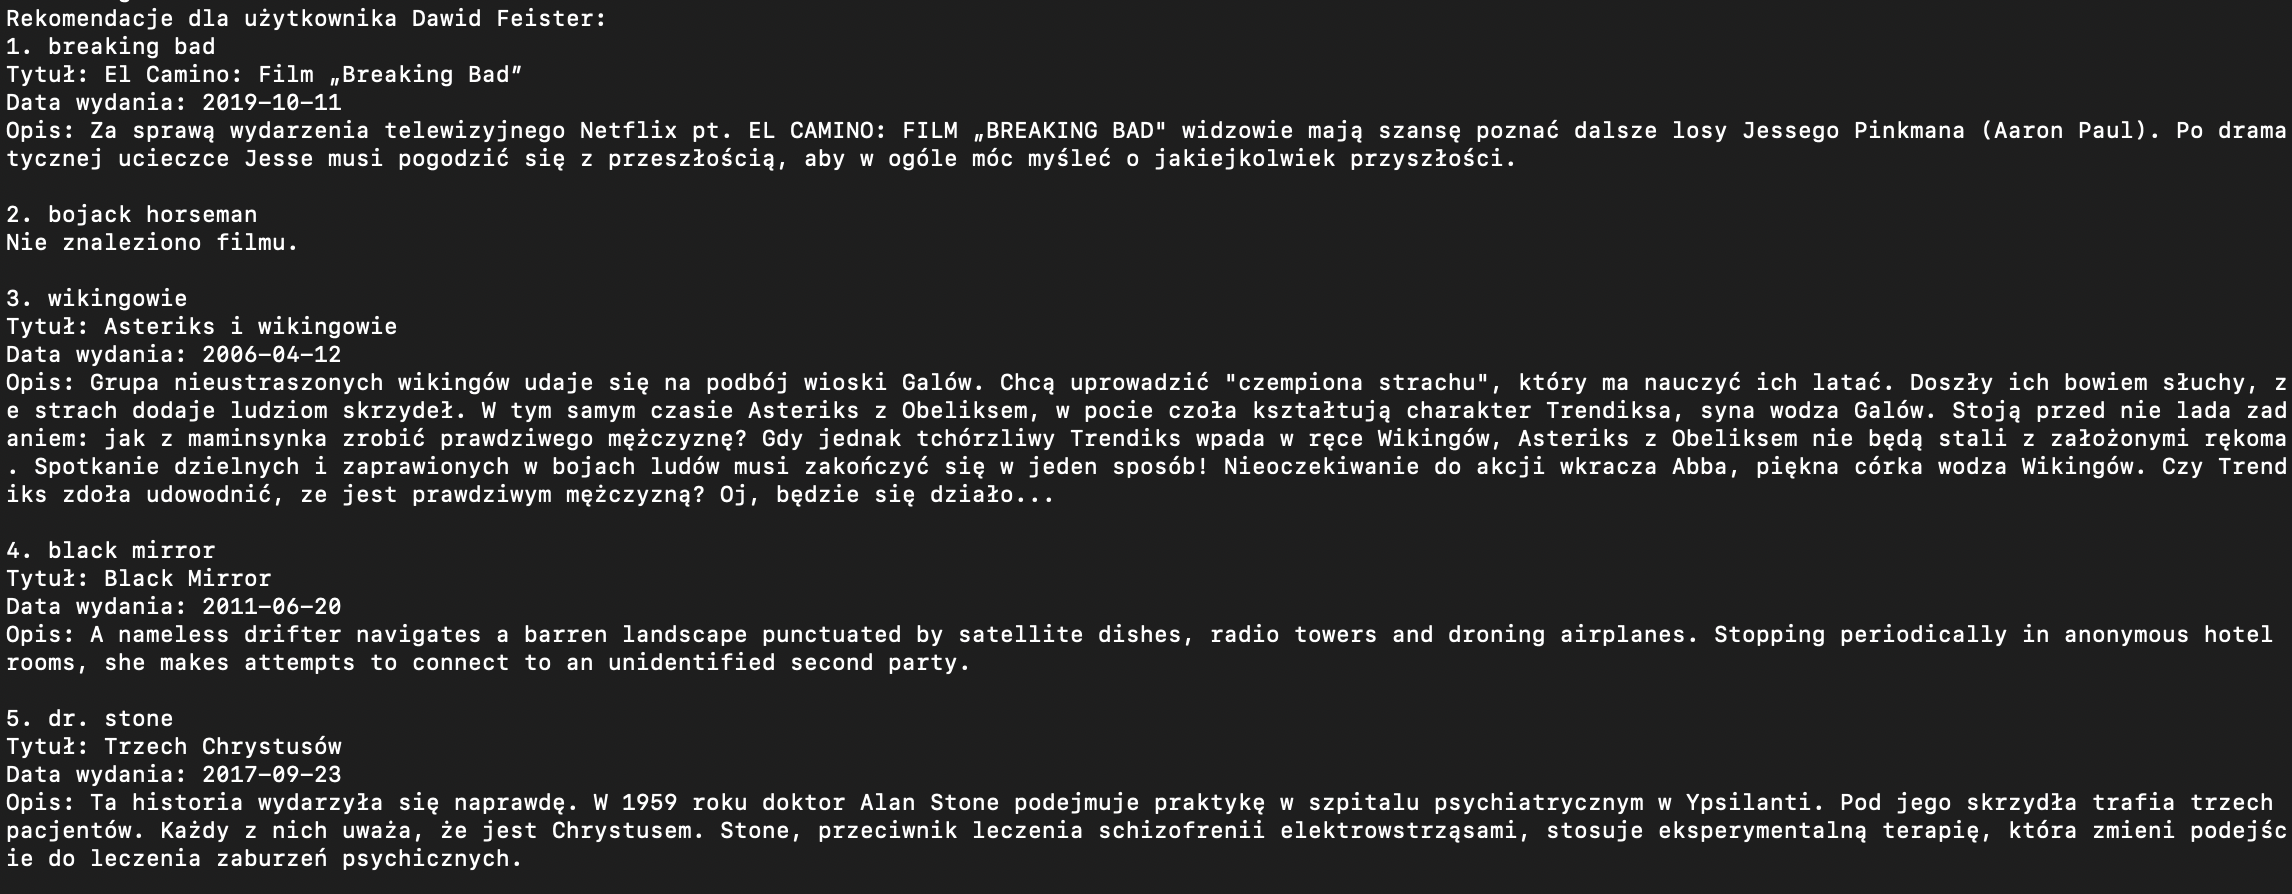 Rekomendacje dla użytkownika Dawid Feister:
1. breaking bad
Tytuł: El Camino: Film „Breaking Bad”
Data wydania: 2019-10-11
Opis: Za sprawą wydarzenia telewizyjnego Netflix pt. EL CAMINO: FILM „BREAKING BAD" widzowie mają szansę poznać dalsze losy Jessego Pinkmana (Aaron Paul). Po drama
tycznej ucieczce Jesse musi pogodzić się z przeszłością, aby w ogóle móc myśleć o jakiejkolwiek przyszłości.
2. bojack horseman
Nie znaleziono filmu.
3. wikingowie
Tytuł: Asteriks i wikingowie
Data wydania: 2006-04-12
Opis: Grupa nieustraszonych wikingów udaje się na podbój wioski Galów. Chcą uprowadzić "czempiona strachu", który ma nauczyć ich latać. Doszły ich bowiem słuchy, z
e strach dodaje ludziom skrzydeł. W tym samym czasie Asteriks z Obeliksem, w pocie czoła kształtują charakter Trendiksa, syna wodza Galów. Stoją przed nie lada zad
aniem: jak z maminsynka zrobić prawdziwego mężczyznę? Gdy jednak tchórzliwy Trendiks wpada w ręce Wikingów, Asteriks z Obeliksem nie będą stali z założonymi rękoma
. Spotkanie dzielnych i zaprawionych w bojach ludów musi zakończyć się w jeden sposób! Nieoczekiwanie do akcji wkracza Abba, piękna córka wodza Wikingów. Czy Trend
iks zdoła udowodnić, ze jest prawdziwym mężczyzną? Oj, będzie się działo...
4. black mirror
Tytuł: Black Mirror
Data wydania: 2011-06-20
Opis: A nameless drifter navigates a barren landscape punctuated by satellite dishes, radio towers and droning airplanes. Stopping periodically in anonymous hotel
rooms, she makes attempts to connect to an unidentified second party.
5. dr. stone
Tytuł: Trzech Chrystusów
Data wydania: 2017-09-23
Opis: Ta historia wydarzyła się naprawdę. W 1959 roku doktor Alan Stone podejmuje praktykę w szpitalu psychiatrycznym w Ypsilanti. Pod jego skrzydła trafia trzech
pacjentów. Każdy z nich uważa, że jest Chrystusem. Stone, przeciwnik leczenia schizofrenii elektrowstrząsami, stosuje eksperymentalną terapię, która zmieni podejśc
ie do leczenia zaburzeń psychicznych.